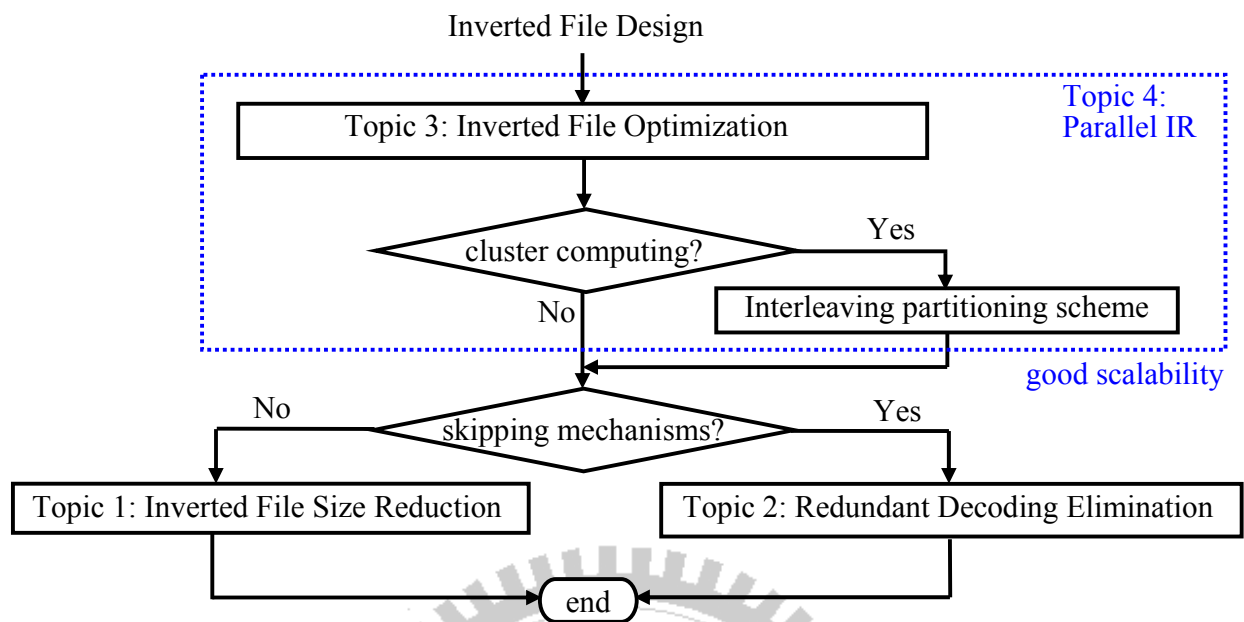 Inverted File Design
Topic 4:
Parallel IR
Topic 3: Inverted File Optimization
cluster computing?
Yes
No
Interleaving partitioning scheme
good scalability
No
skipping mechanisms?
Yes
Topic 1: Inverted File Size Reduction
Topic 2: Redundant Decoding Elimination
end